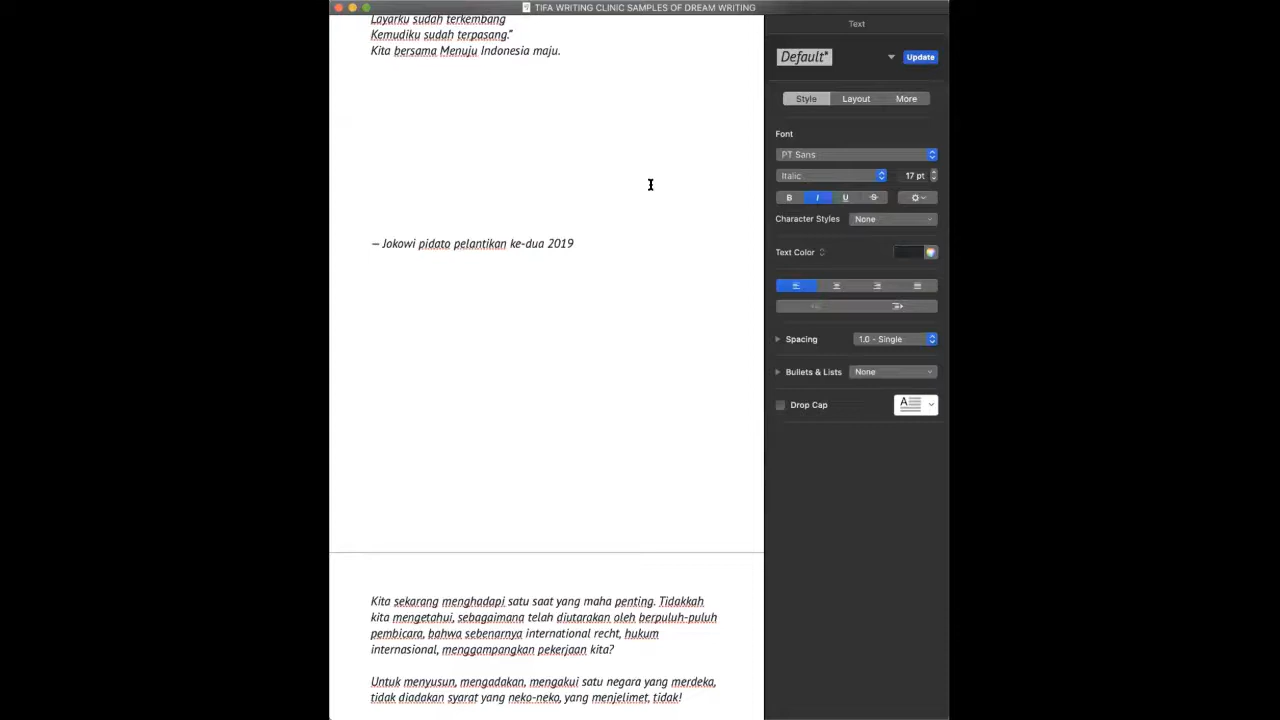 TIFA WRITING CLINIC SAMPLES OF DREAM WRITING
Layarku sudah terkembang
Kemudiku sudah terpasang."
Kita bersama Menuju Indonesia maju.
— Jokowi pidato pelantikan ke-dua 2019
Kita sekarang menghadapi satu saat yang maha penting. Tidakkah
kita mengetahui, sebagaimana telah diutarakan oleh berpuluh-puluh
pembicara, bahwa sebenarnya international recht, hukum
internasional, menggampangkan pekerjaan kita?
Untuk menyusun, mengadakan, mengakui satu negara yang merdeka,
tidak diadakan syarat yang neko-neko, yang menjelimet, tidak!
Text
Default*
Update
Style Layout More
Font
PT Sans
Italic 17 pt
B I U S
Character Styles None
Text Color
Spacing 1.0 - Single
Bullets & Lists None
Drop Cap A